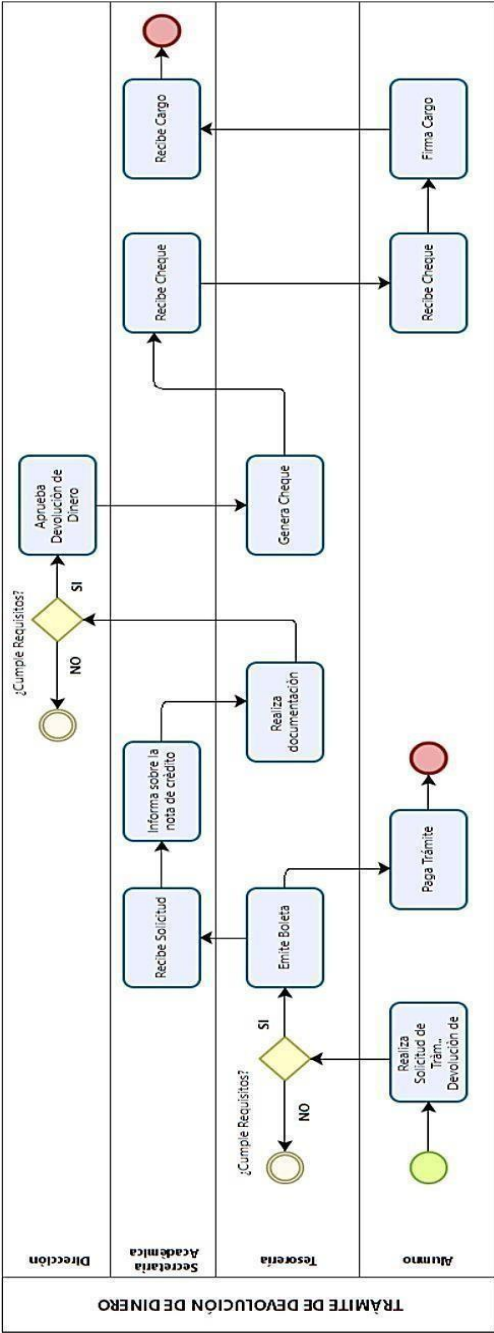 TRÀMITE DE DEVOLUCIÓN DE DINERO
Dirección
¿Cumple Requisitos?
NO
SI
Aprueba
Devolución de
Dinero
Secretaria
Académica
Recibe Solicitud
Informa sobre la
nota de crédito
Recibe Cheque
Recibe Cargo
Tesorería
¿Cumple Requisitos?
NO
SI
Emite Boleta
Realiza
documentación
Genera Cheque
Alumno
Realiza
Solicitud de
Trám..
Devolución de
Paga Trámite
Recibe Cheque
Firma Cargo